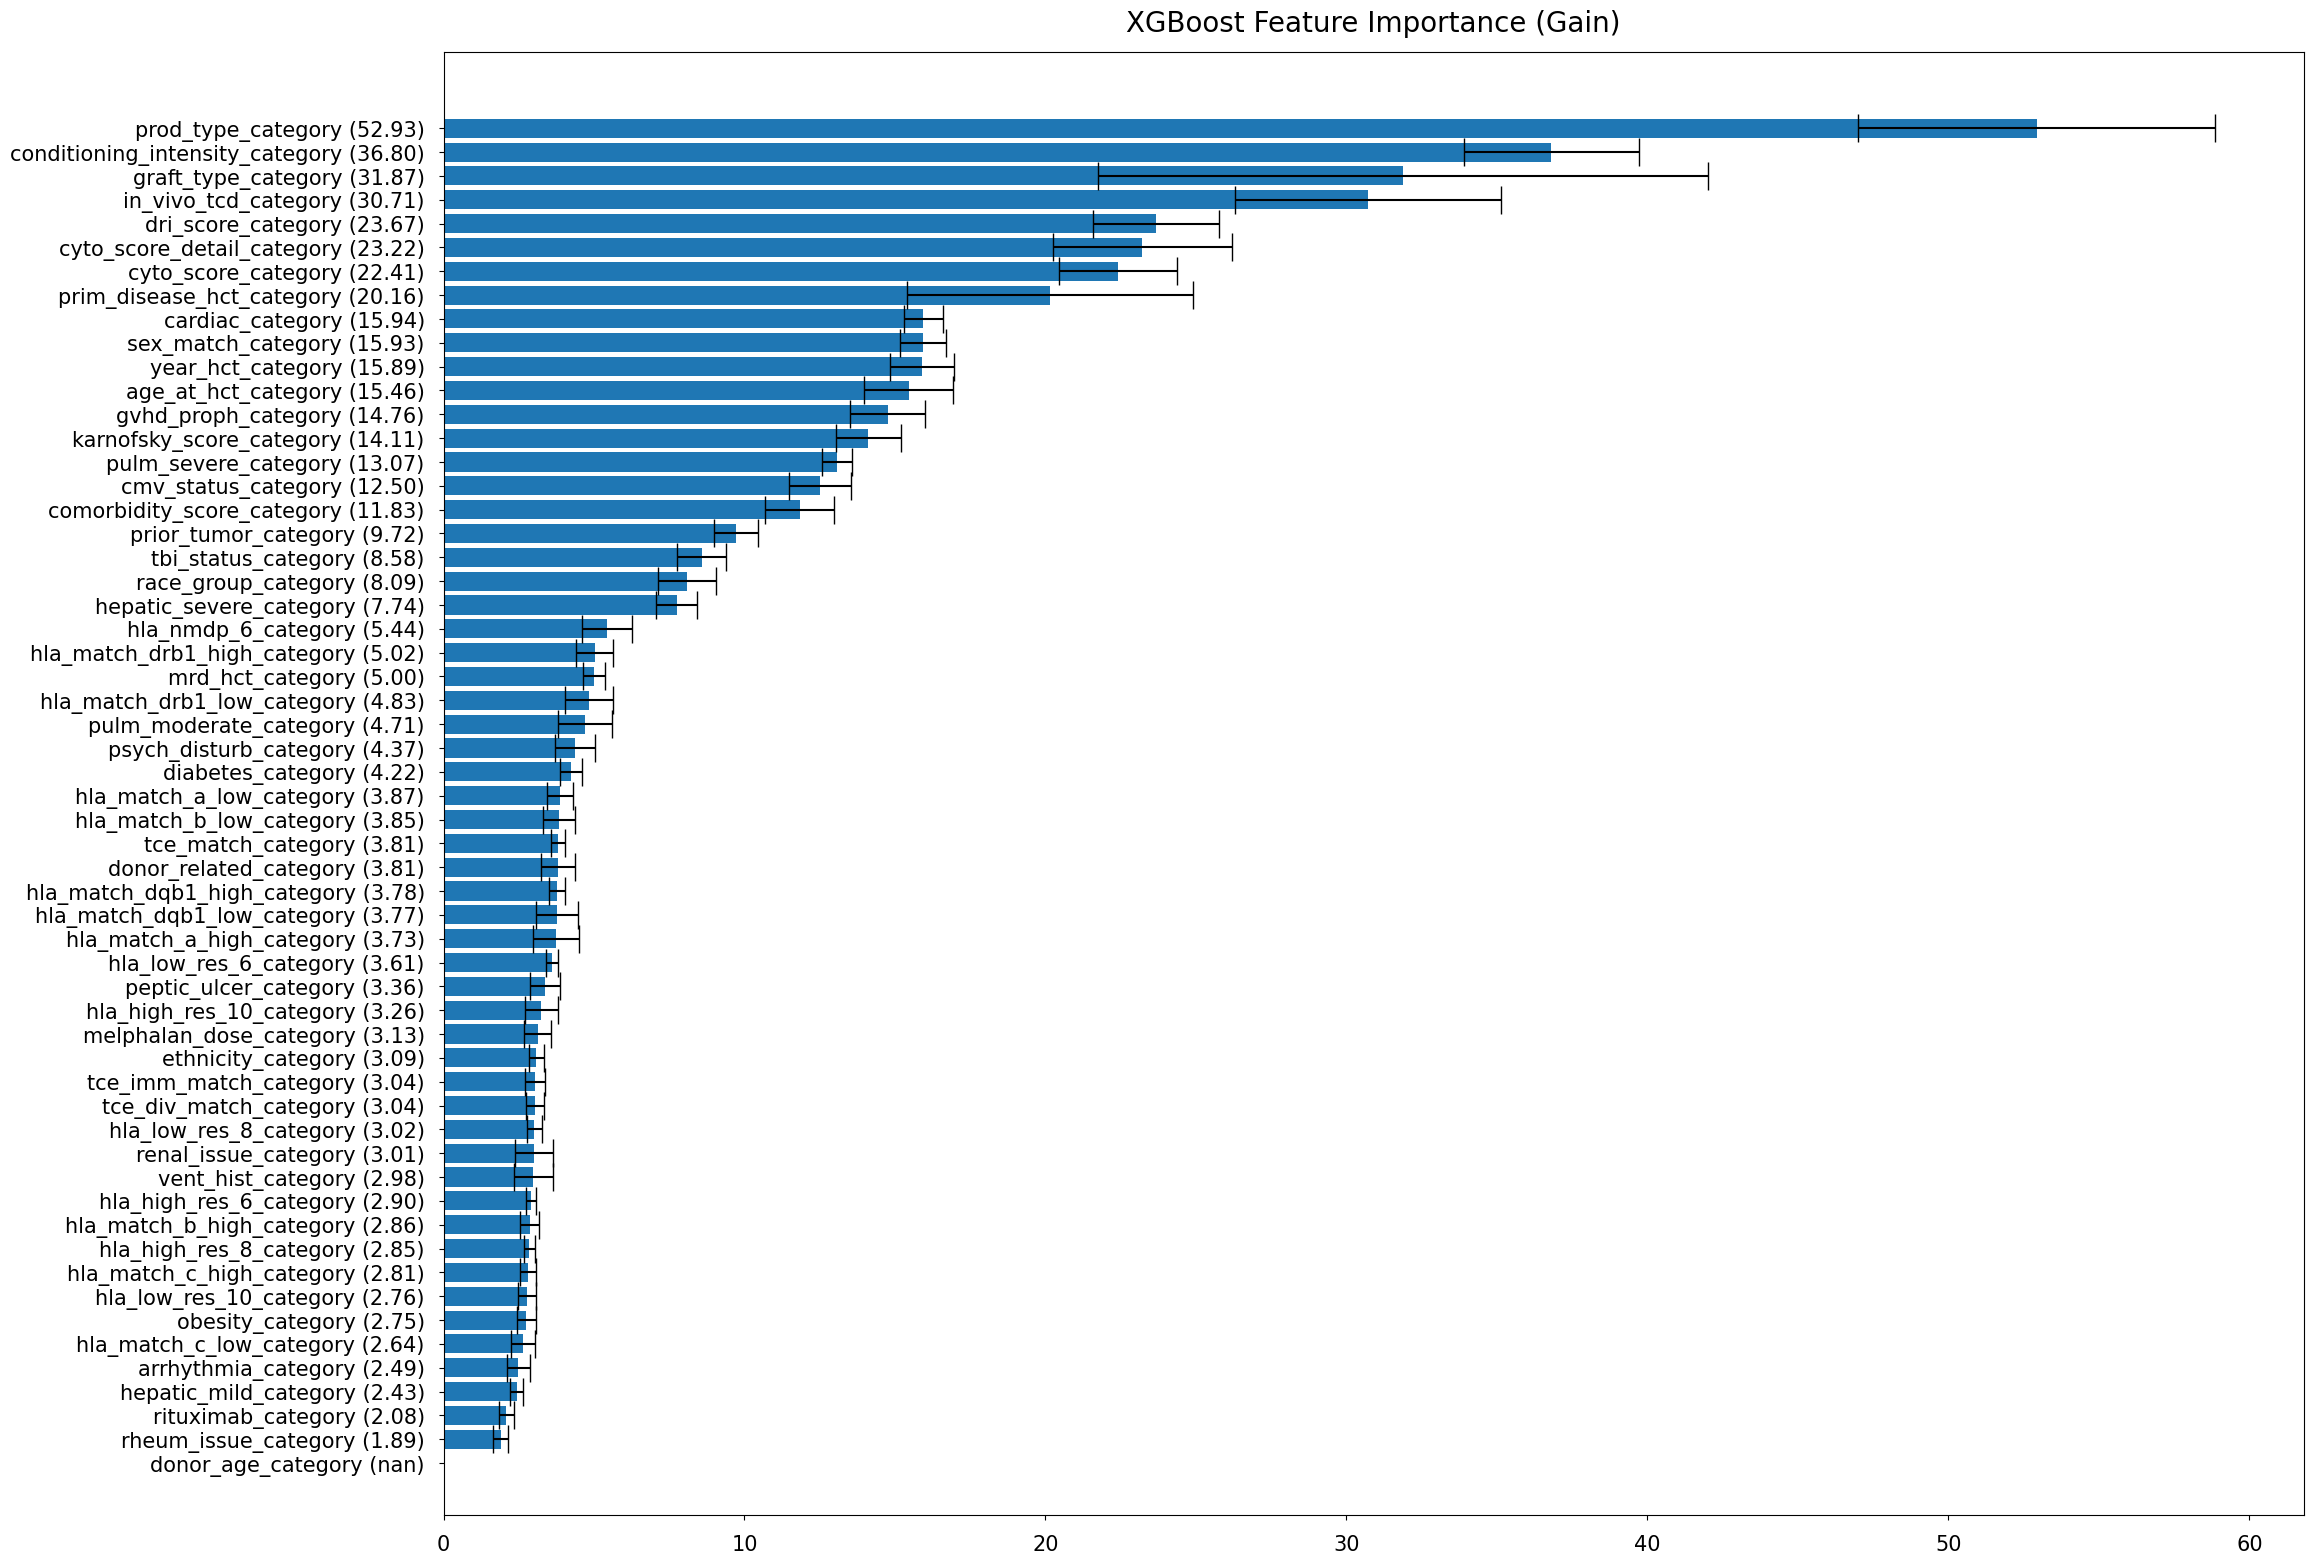 XGBoost Feature Importance (Gain)
prod_type_category (52.93)
conditioning_intensity_category (36.80)
graft_type_category (31.87)
in_vivo_tcd_category (30.71)
dri_score_category (23.67)
cyto_score_detail_category (23.22)
cyto_score_category (22.41)
prim_disease_hct_category (20.16)
cardiac_category (15.94)
sex_match_category (15.93)
year_hct_category (15.89)
age_at_hct_category (15.46)
gvhd_proph_category (14.76)
karnofsky_score_category (14.11)
pulm_severe_category (13.07)
cmv_status_category (12.50)
comorbidity_score_category (11.83)
prior_tumor_category (9.72)
tbi_status_category (8.58)
race_group_category (8.09)
hepatic_severe_category (7.74)
hla_nmdp_6_category (5.44)
hla_match_drb1_high_category (5.02)
mrd_hct_category (5.00)
hla_match_drb1_low_category (4.83)
pulm_moderate_category (4.71)
psych_disturb_category (4.37)
diabetes_category (4.22)
hla_match_a_low_category (3.87)
hla_match_b_low_category (3.85)
tce_match_category (3.81)
donor_related_category (3.81)
hla_match_dqb1_high_category (3.78)
hla_match_dqb1_low_category (3.77)
hla_match_a_high_category (3.73)
hla_low_res_6_category (3.61)
peptic_ulcer_category (3.36)
hla_high_res_10_category (3.26)
melphalan_dose_category (3.13)
ethnicity_category (3.09)
tce_imm_match_category (3.04)
tce_div_match_category (3.04)
hla_low_res_8_category (3.02)
renal_issue_category (3.01)
vent_hist_category (2.98)
hla_high_res_6_category (2.90)
hla_match_b_high_category (2.86)
hla_high_res_8_category (2.85)
hla_match_c_high_category (2.81)
hla_low_res_10_category (2.76)
obesity_category (2.75)
hla_match_c_low_category (2.64)
arrhythmia_category (2.49)
hepatic_mild_category (2.43)
rituximab_category (2.08)
rheum_issue_category (1.89)
donor_age_category (nan)
0 10 20 30 40 50 60